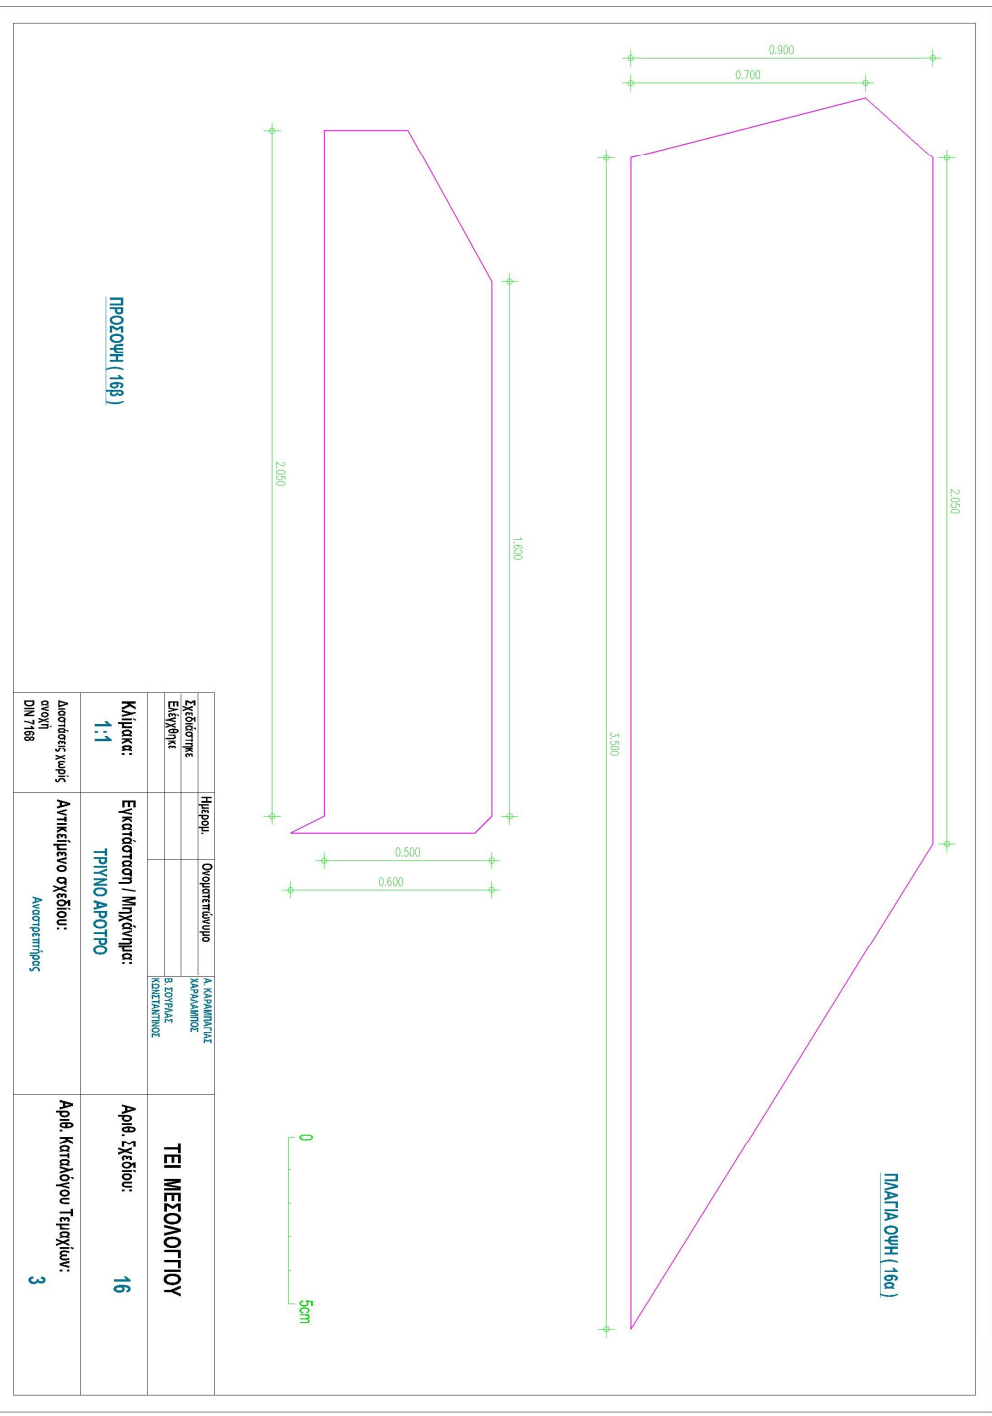 0.900
0.700
2.050
3.500
ΠΛΑΓΙΑ ΟΨΗ ( 16α )
2.050
1.600
0.500
0.600
ΠΡΟΣΟΨΗ ( 16β )
0
5cm
Ημερομ.
Ονοματεπώνυμο
Σχεδιάστηκε
Ελέγχθηκε
Α. ΚΑΡΑΜΠΑΓΙΑΣ
ΧΑΡΑΛΑΜΠΟΣ
Β. ΣΟΥΡΛΑΣ
ΚΩΝΣΤΑΝΤΙΝΟΣ
ΤΕΙ ΜΕΣΟΛΟΓΓΙΟΥ
Κλίμακα:
1:1
Εγκατάσταση / Μηχάνημα:
ΤΡΙΥΝΟ ΑΡΟΤΡΟ
Αριθ. Σχεδίου:
16
Διαστάσεις χωρίς
ανοχή
DIN 7168
Αντικείμενο σχεδίου:
Αναστρεπτήρας
Αριθ. Καταλόγου Τεμαχίων:
3